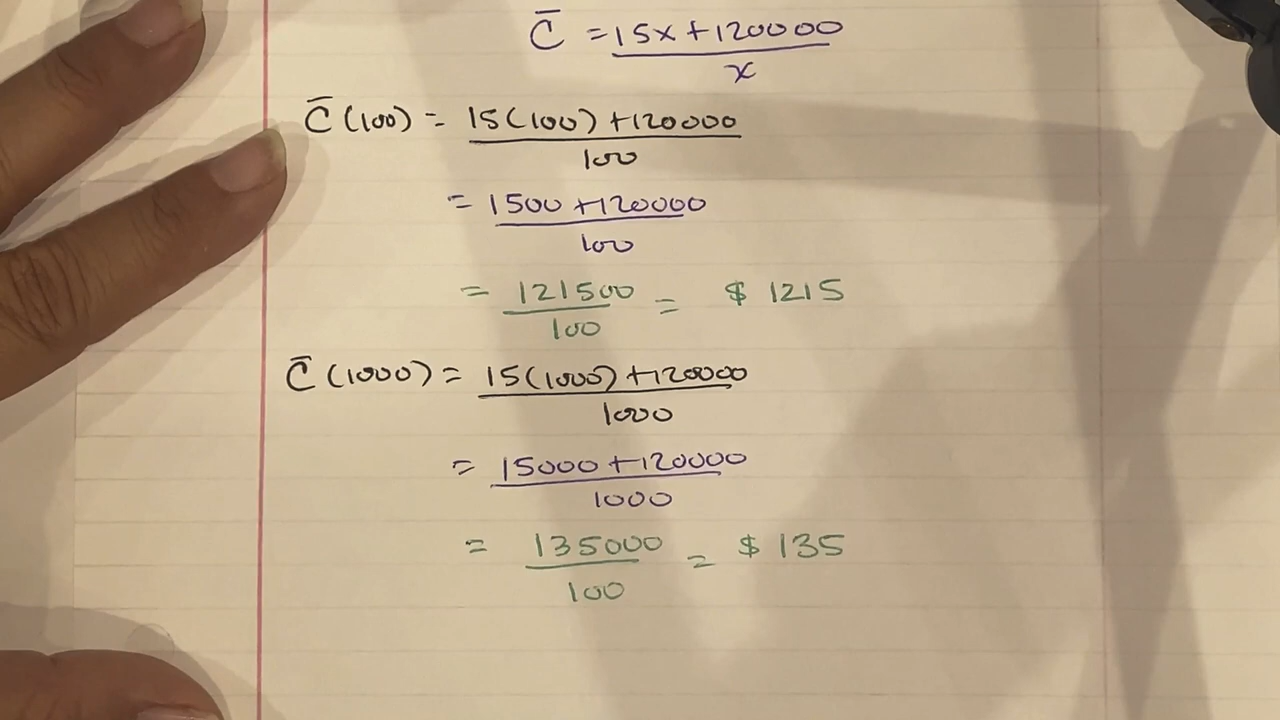 C̄ = 15x+120000
x
C̄(100) = 15(100)+120000
100
= 1500+120000
100
= 121500 = $ 1215
100
C̄(1000) = 15(1000)+120000
1000
= 15000+120000
1000
= 135000 = $ 135
100